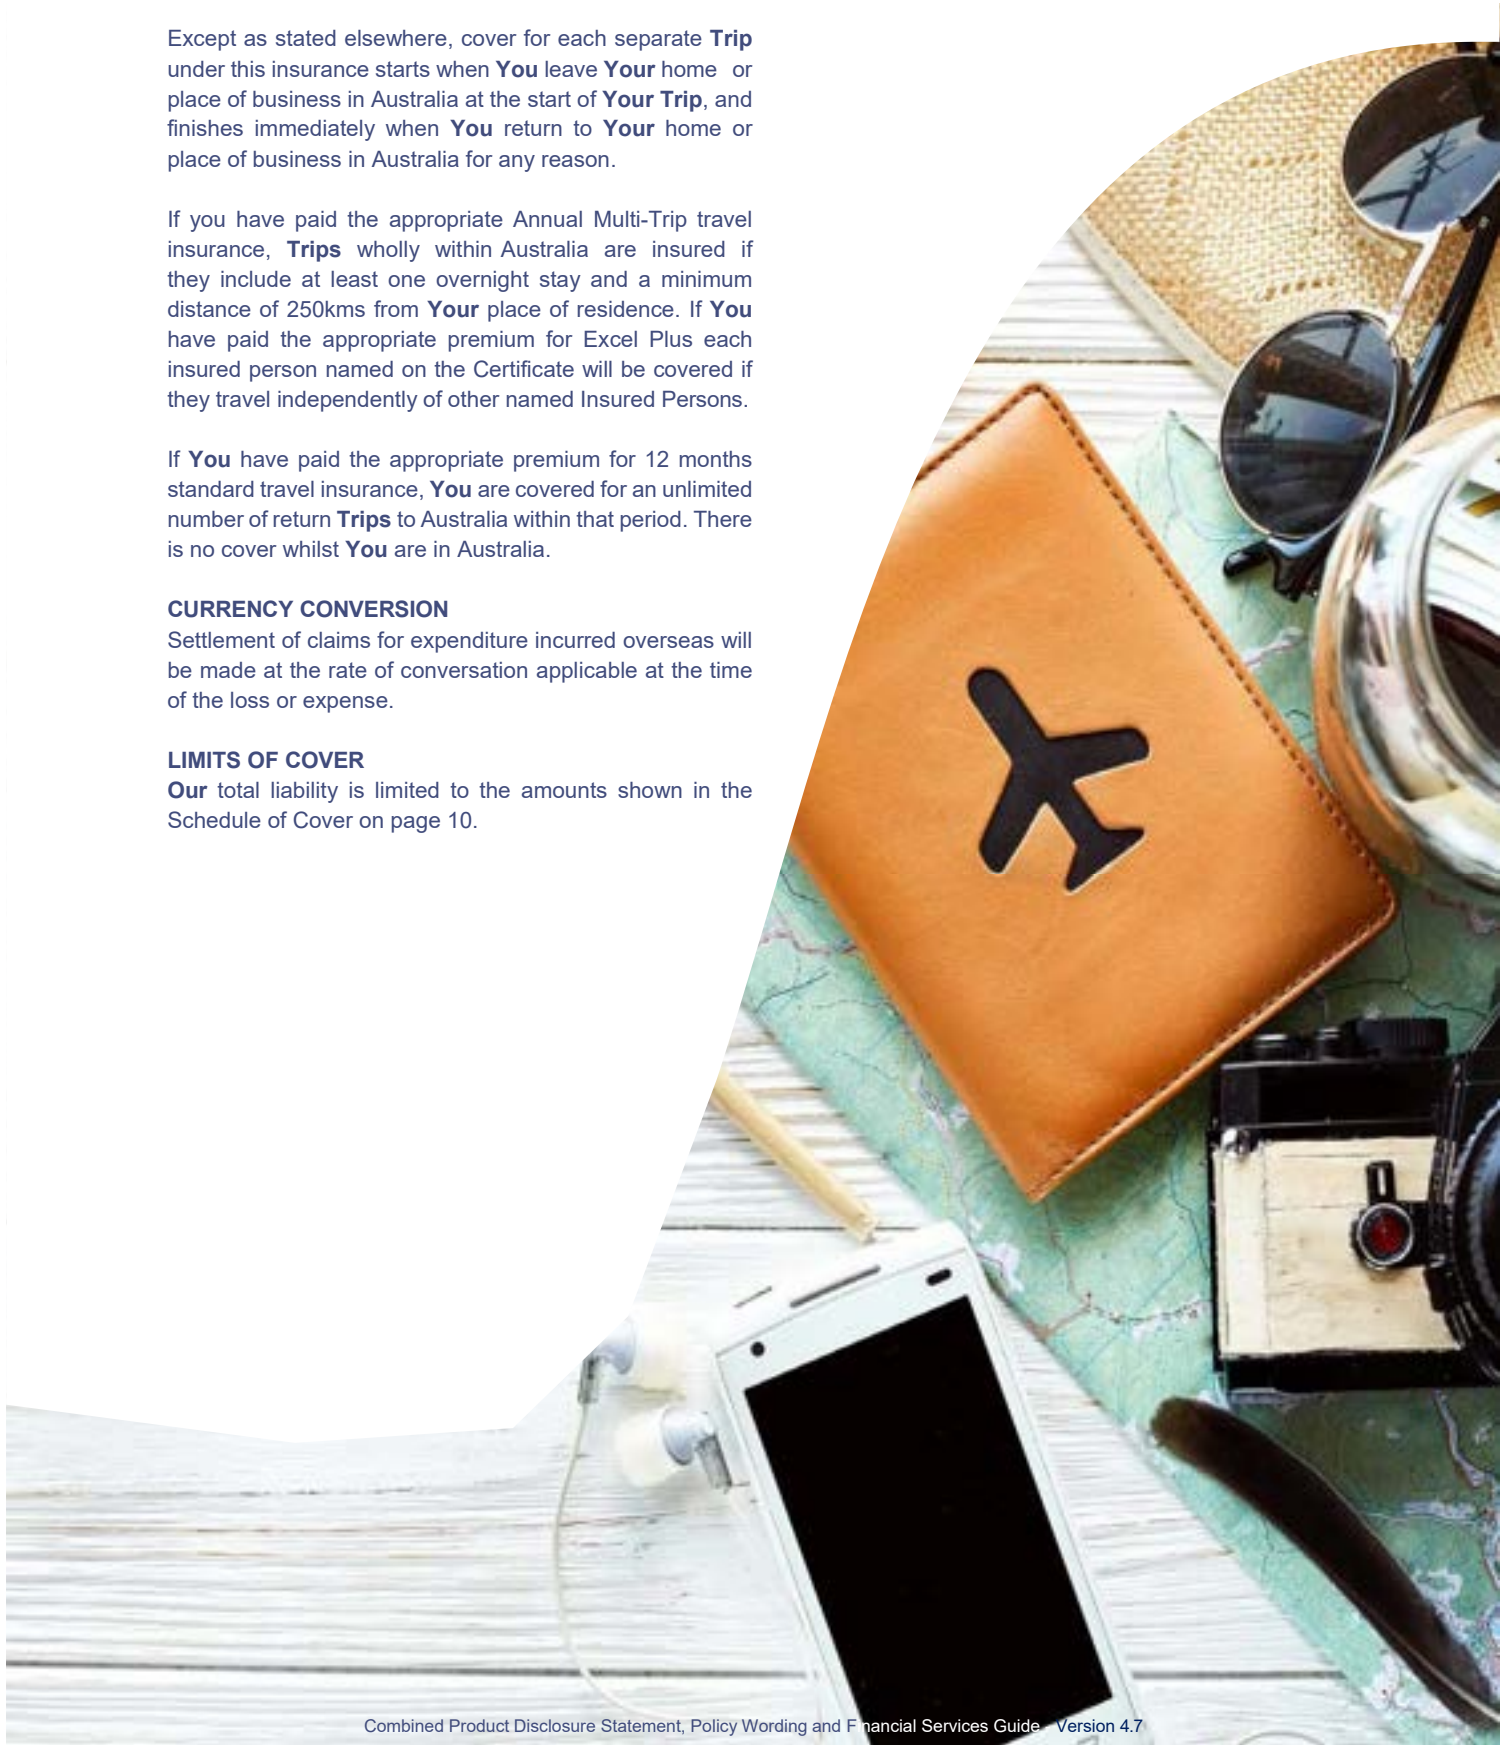 Except as stated elsewhere, cover for each separate Trip
under this insurance starts when You leave Your home or
place of business in Australia at the start of Your Trip, and
finishes immediately when You return to Your home or
place of business in Australia for any reason.
If you have paid the appropriate Annual Multi-Trip travel
insurance, Trips wholly within Australia are insured if
they include at least one overnight stay and a minimum
distance of 250kms from Your place of residence. If You
have paid the appropriate premium for Excel Plus each
insured person named on the Certificate will be covered if
they travel independently of other named Insured Persons.
If You have paid the appropriate premium for 12 months
standard travel insurance, You are covered for an unlimited
number of return Trips to Australia within that period. There
is no cover whilst You are in Australia.
CURRENCY CONVERSION
Settlement of claims for expenditure incurred overseas will
be made at the rate of conversation applicable at the time
of the loss or expense.
LIMITS OF COVER
Our total liability is limited to the amounts shown in the
Schedule of Cover on page 10.
Combined Product Disclosure Statement, Policy Wording and Financial Services Guide - Version 4.7